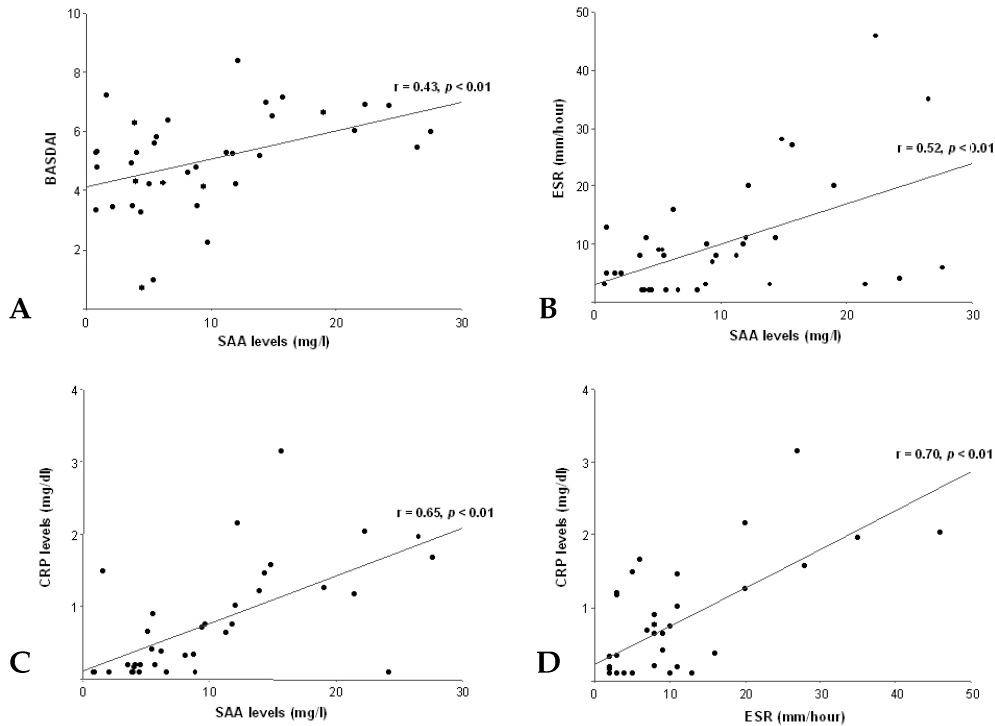 10
8
6
4
2
0
10
20
30
BASDAI
SAA levels (mg/l)
r = 0.43, p < 0.01
A
50
40
30
20
10
0
10
20
30
ESR (mm/hour)
SAA levels (mg/l)
r = 0.52, p < 0.01
B
4
3
2
1
0
10
20
30
CRP levels (mg/dl)
SAA levels (mg/l)
r = 0.65, p < 0.01
C
4
3
2
1
0
10
20
30
40
50
CRP levels (mg/dl)
ESR (mm/hour)
r = 0.70, p < 0.01
D